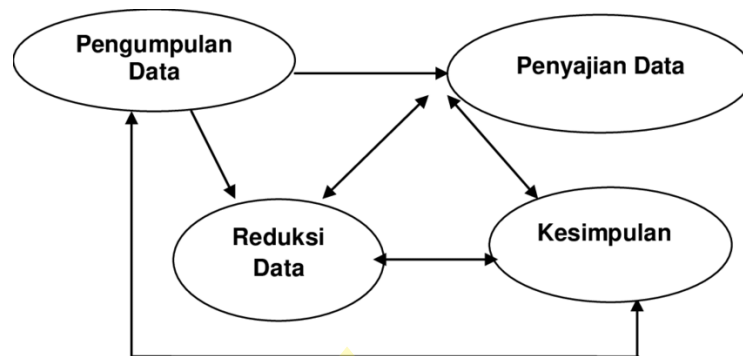 Pengumpulan
Data
Penyajian Data
Reduksi
Data
Kesimpulan